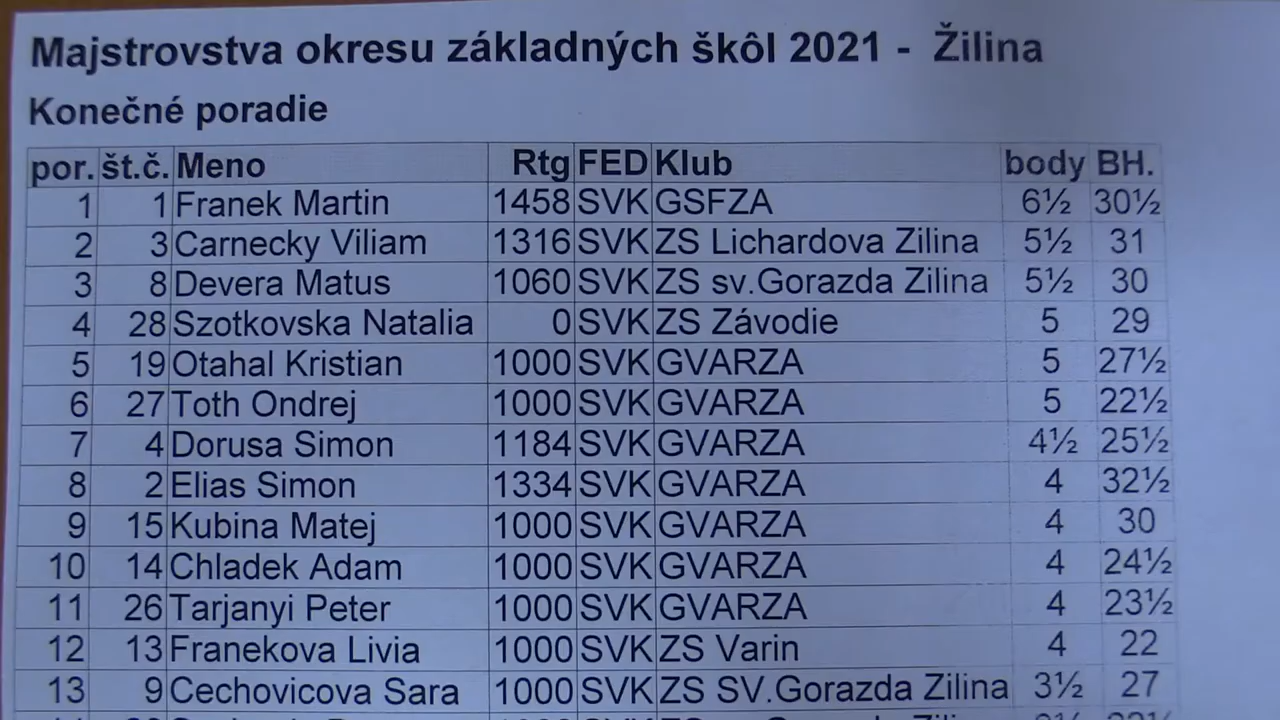 Majstrovstva okresu základných škôl 2021 - Žilina
Konečné poradie
por. št.č. Meno Rtg FED Klub body BH.
1 1 Franek Martin 1458 SVK GSFZA 6½ 30½
2 3 Carnecky Viliam 1316 SVK ZS Lichardova Zilina 5½ 31
3 8 Devera Matus 1060 SVK ZS sv.Gorazda Zilina 5½ 30
4 28 Szotkovska Natalia 0 SVK ZS Závodie 5 29
5 19 Otahal Kristian 1000 SVK GVARZA 5 27½
6 27 Toth Ondrej 1000 SVK GVARZA 5 22½
7 4 Dorusa Simon 1184 SVK GVARZA 4½ 25½
8 2 Elias Simon 1334 SVK GVARZA 4 32½
9 15 Kubina Matej 1000 SVK GVARZA 4 30
10 14 Chladek Adam 1000 SVK GVARZA 4 24½
11 26 Tarjanyi Peter 1000 SVK GVARZA 4 23½
12 13 Franekova Livia 1000 SVK ZS Varin 4 22
13 9 Cechovicova Sara 1000 SVK ZS SV.Gorazda Zilina 3½ 27